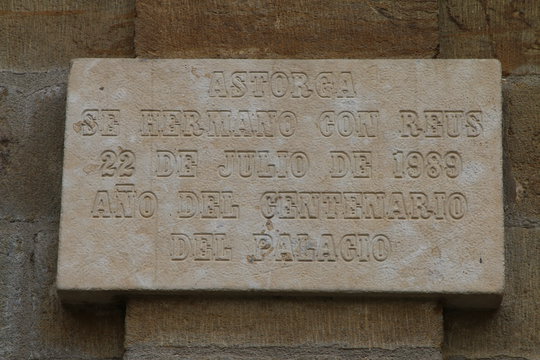 ASTORGA
SE HERMANO CON REUS
22 DE JULIO DE 1989
AÑO DEL CENTENARIO
DEL PALACIO